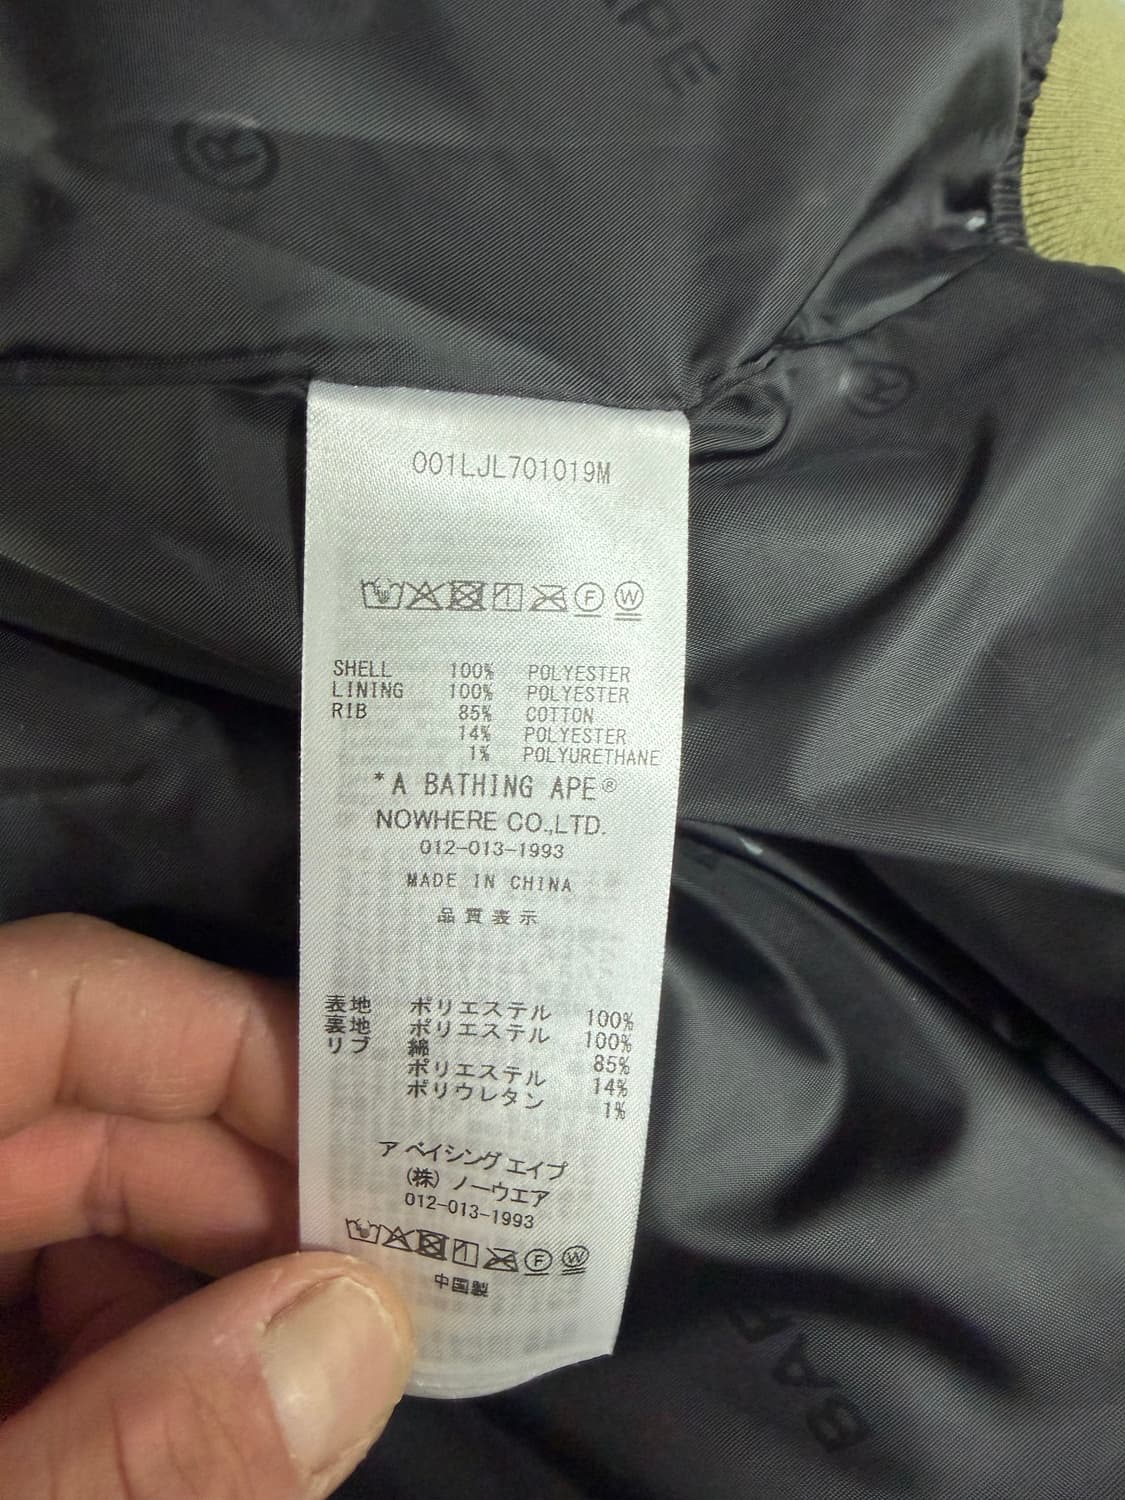 APE
®
®
001LJL701019M
F W
SHELL 100% POLYESTER
LINING 100% POLYESTER
RIB 85% COTTON
14% POLYESTER
1% POLYURETHANE
*A BATHING APE®
NOWHERE CO.,LTD.
012-013-1993
MADE IN CHINA
品質表示
表地 ポリエステル 100%
裏地 ポリエステル 100%
リブ 綿 85%
ポリエステル 14%
ポリウレタン 1%
ア ベイシング エイプ
(株) ノーウエア
012-013-1993
F W
中国製
BAP